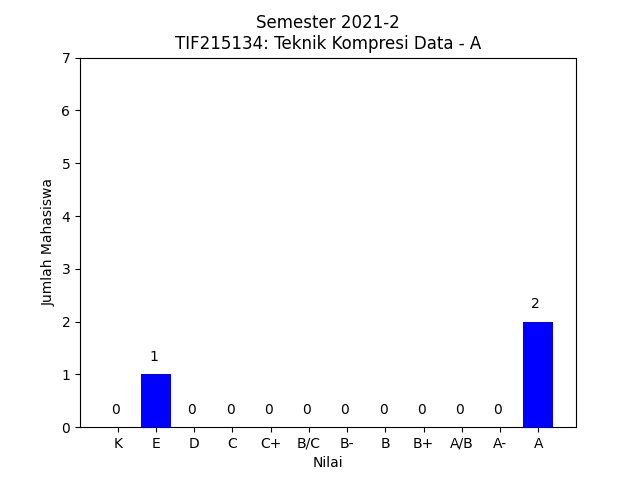 Semester 2021-2
TIF215134: Teknik Kompresi Data - A
7
6
5
4
3
2
1
0
Jumlah Mahasiswa
0 1 0 0 0 0 0 0 0 0 0 2
K E D C C+ B/C B- B B+ A/B A- A
Nilai